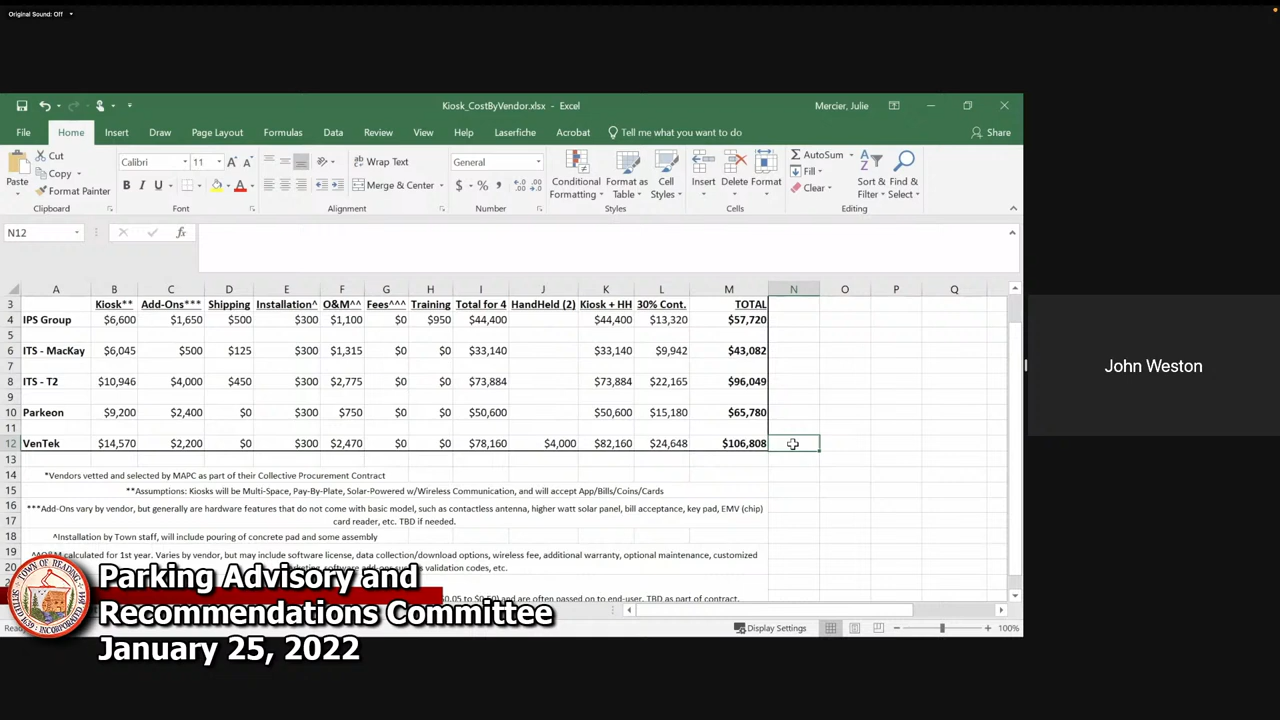 Original Sound: Off
Kiosk_CostByVendor.xlsx - Excel
Mercier, Julie
File Home Insert Draw Page Layout Formulas Data Review View Help Laserfiche Acrobat Tell me what you want to do Share
Paste
Cut
Copy
Format Painter
Calibri 11
B I U
Wrap Text
Merge & Center
General
$ %
Conditional Formatting
Format as Table
Cell Styles
Insert Delete Format
AutoSum
Fill
Clear
Sort & Filter
Find & Select
Clipboard Font Alignment Number Styles Cells Editing
N12 fx
A B C D E F G H I J K L M N O P Q
3 Kiosk** Add-Ons*** Shipping Installation^ O&M^^ Fees^^^ Training Total for 4 HandHeld (2) Kiosk + HH 30% Cont. TOTAL
4 IPS Group $6,600 $1,650 $500 $300 $1,100 $0 $950 $44,400 $44,400 $13,320 $57,720
5
6 ITS - MacKay $6,045 $500 $125 $300 $1,315 $0 $0 $33,140 $33,140 $9,942 $43,082
7
8 ITS - T2 $10,946 $4,000 $450 $300 $2,775 $0 $0 $73,884 $73,884 $22,165 $96,049
9
10 Parkeon $9,200 $2,400 $0 $300 $750 $0 $0 $50,600 $50,600 $15,180 $65,780
11
12 VenTek $14,570 $2,200 $0 $300 $2,470 $0 $0 $78,160 $4,000 $82,160 $24,648 $106,808
13
14 *Vendors vetted and selected by MAPC as part of their Collective Procurement Contract
15 **Assumptions: Kiosks will be Multi-Space, Pay-By-Plate, Solar-Powered w/Wireless Communication, and will accept App/Bills/Coins/Cards
16 ***Add-Ons vary by vendor, but generally are hardware features that do not come with basic model, such as contactless antenna, higher watt solar panel, bill acceptance, key pad, EMV (chip)
17 card reader, etc. TBD if needed.
18 ^Installation by Town staff, will include pouring of concrete pad and some assembly
19 calculated for 1st year. Varies by vendor, but may include software license, data collection/download options, wireless fee, additional warranty, optional maintenance, customized
20 validation codes, etc.
and are often passed on to end-user. TBD as part of contract.
Display Settings 100%
John Weston
TOWN OF READING
Parking Advisory and
Recommendations Committee
January 25, 2022